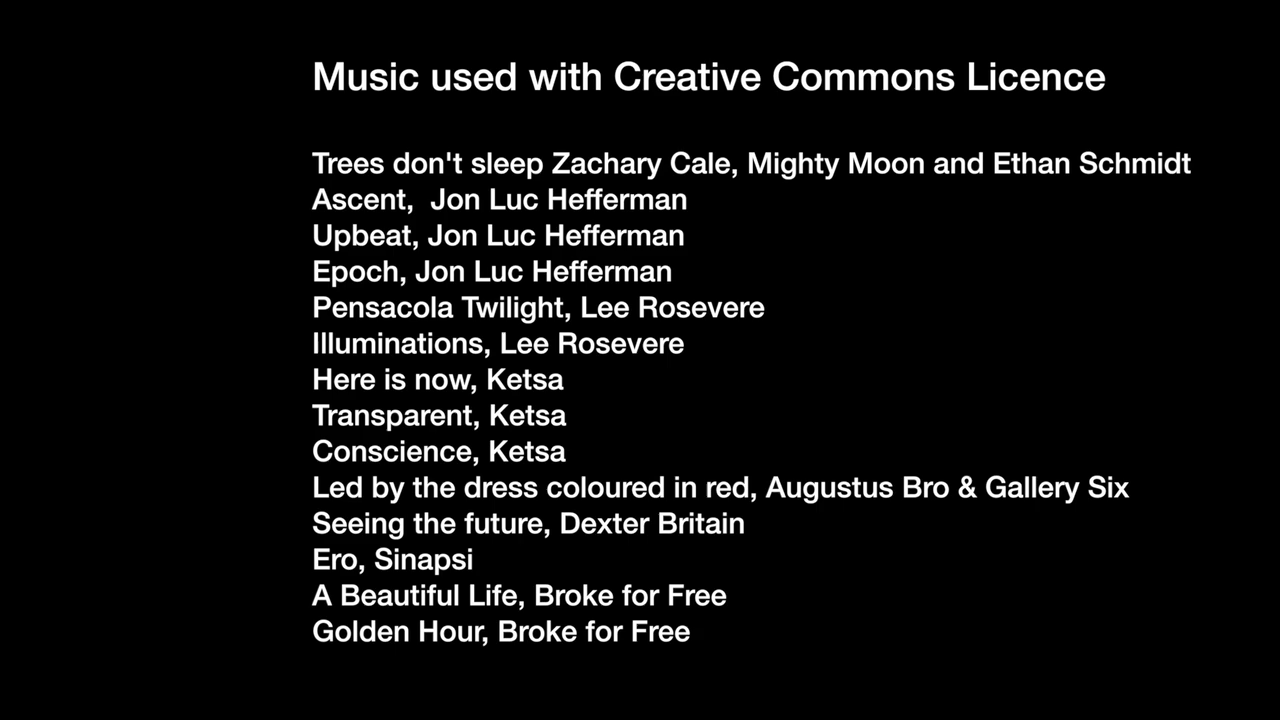 Music used with Creative Commons Licence
Trees don't sleep Zachary Cale, Mighty Moon and Ethan Schmidt
Ascent,  Jon Luc Hefferman
Upbeat, Jon Luc Hefferman
Epoch, Jon Luc Hefferman
Pensacola Twilight, Lee Rosevere
Illuminations, Lee Rosevere
Here is now, Ketsa
Transparent, Ketsa
Conscience, Ketsa
Led by the dress coloured in red, Augustus Bro & Gallery Six
Seeing the future, Dexter Britain
Ero, Sinapsi
A Beautiful Life, Broke for Free
Golden Hour, Broke for Free